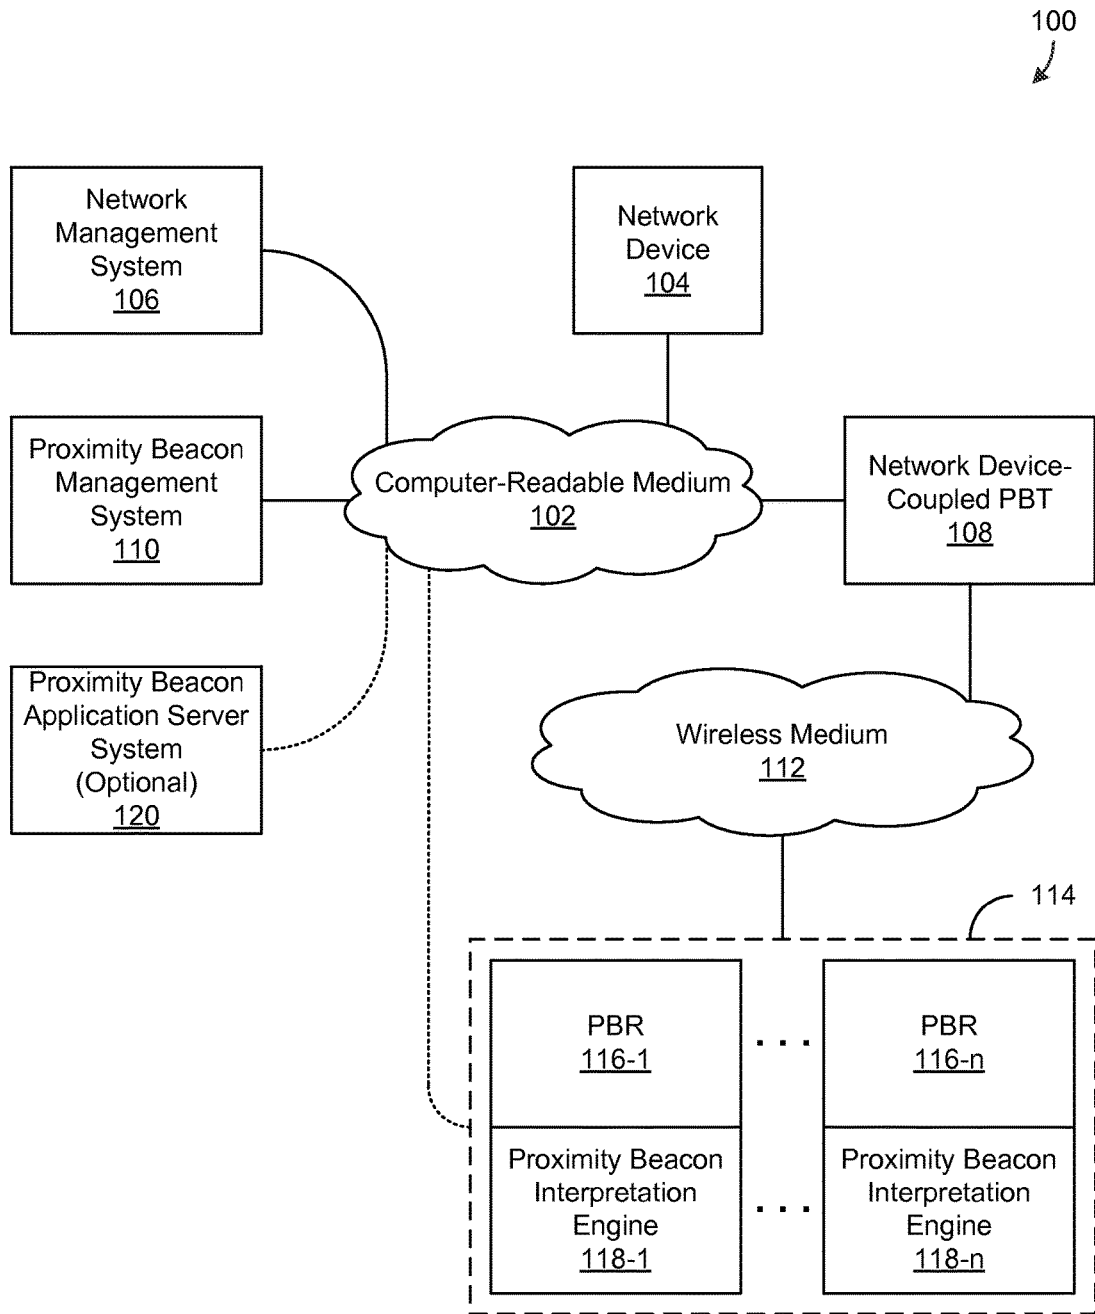 100
Network
Management
System
106
Network
Device
104
Proximity Beacon
Management
System
110
Computer-Readable Medium
102
Network Device-
Coupled PBT
108
Proximity Beacon
Application Server
System
(Optional)
120
Wireless Medium
112
114
PBR
116-1
. . .
PBR
116-n
Proximity Beacon
Interpretation
Engine
118-1
. . .
Proximity Beacon
Interpretation
Engine
118-n